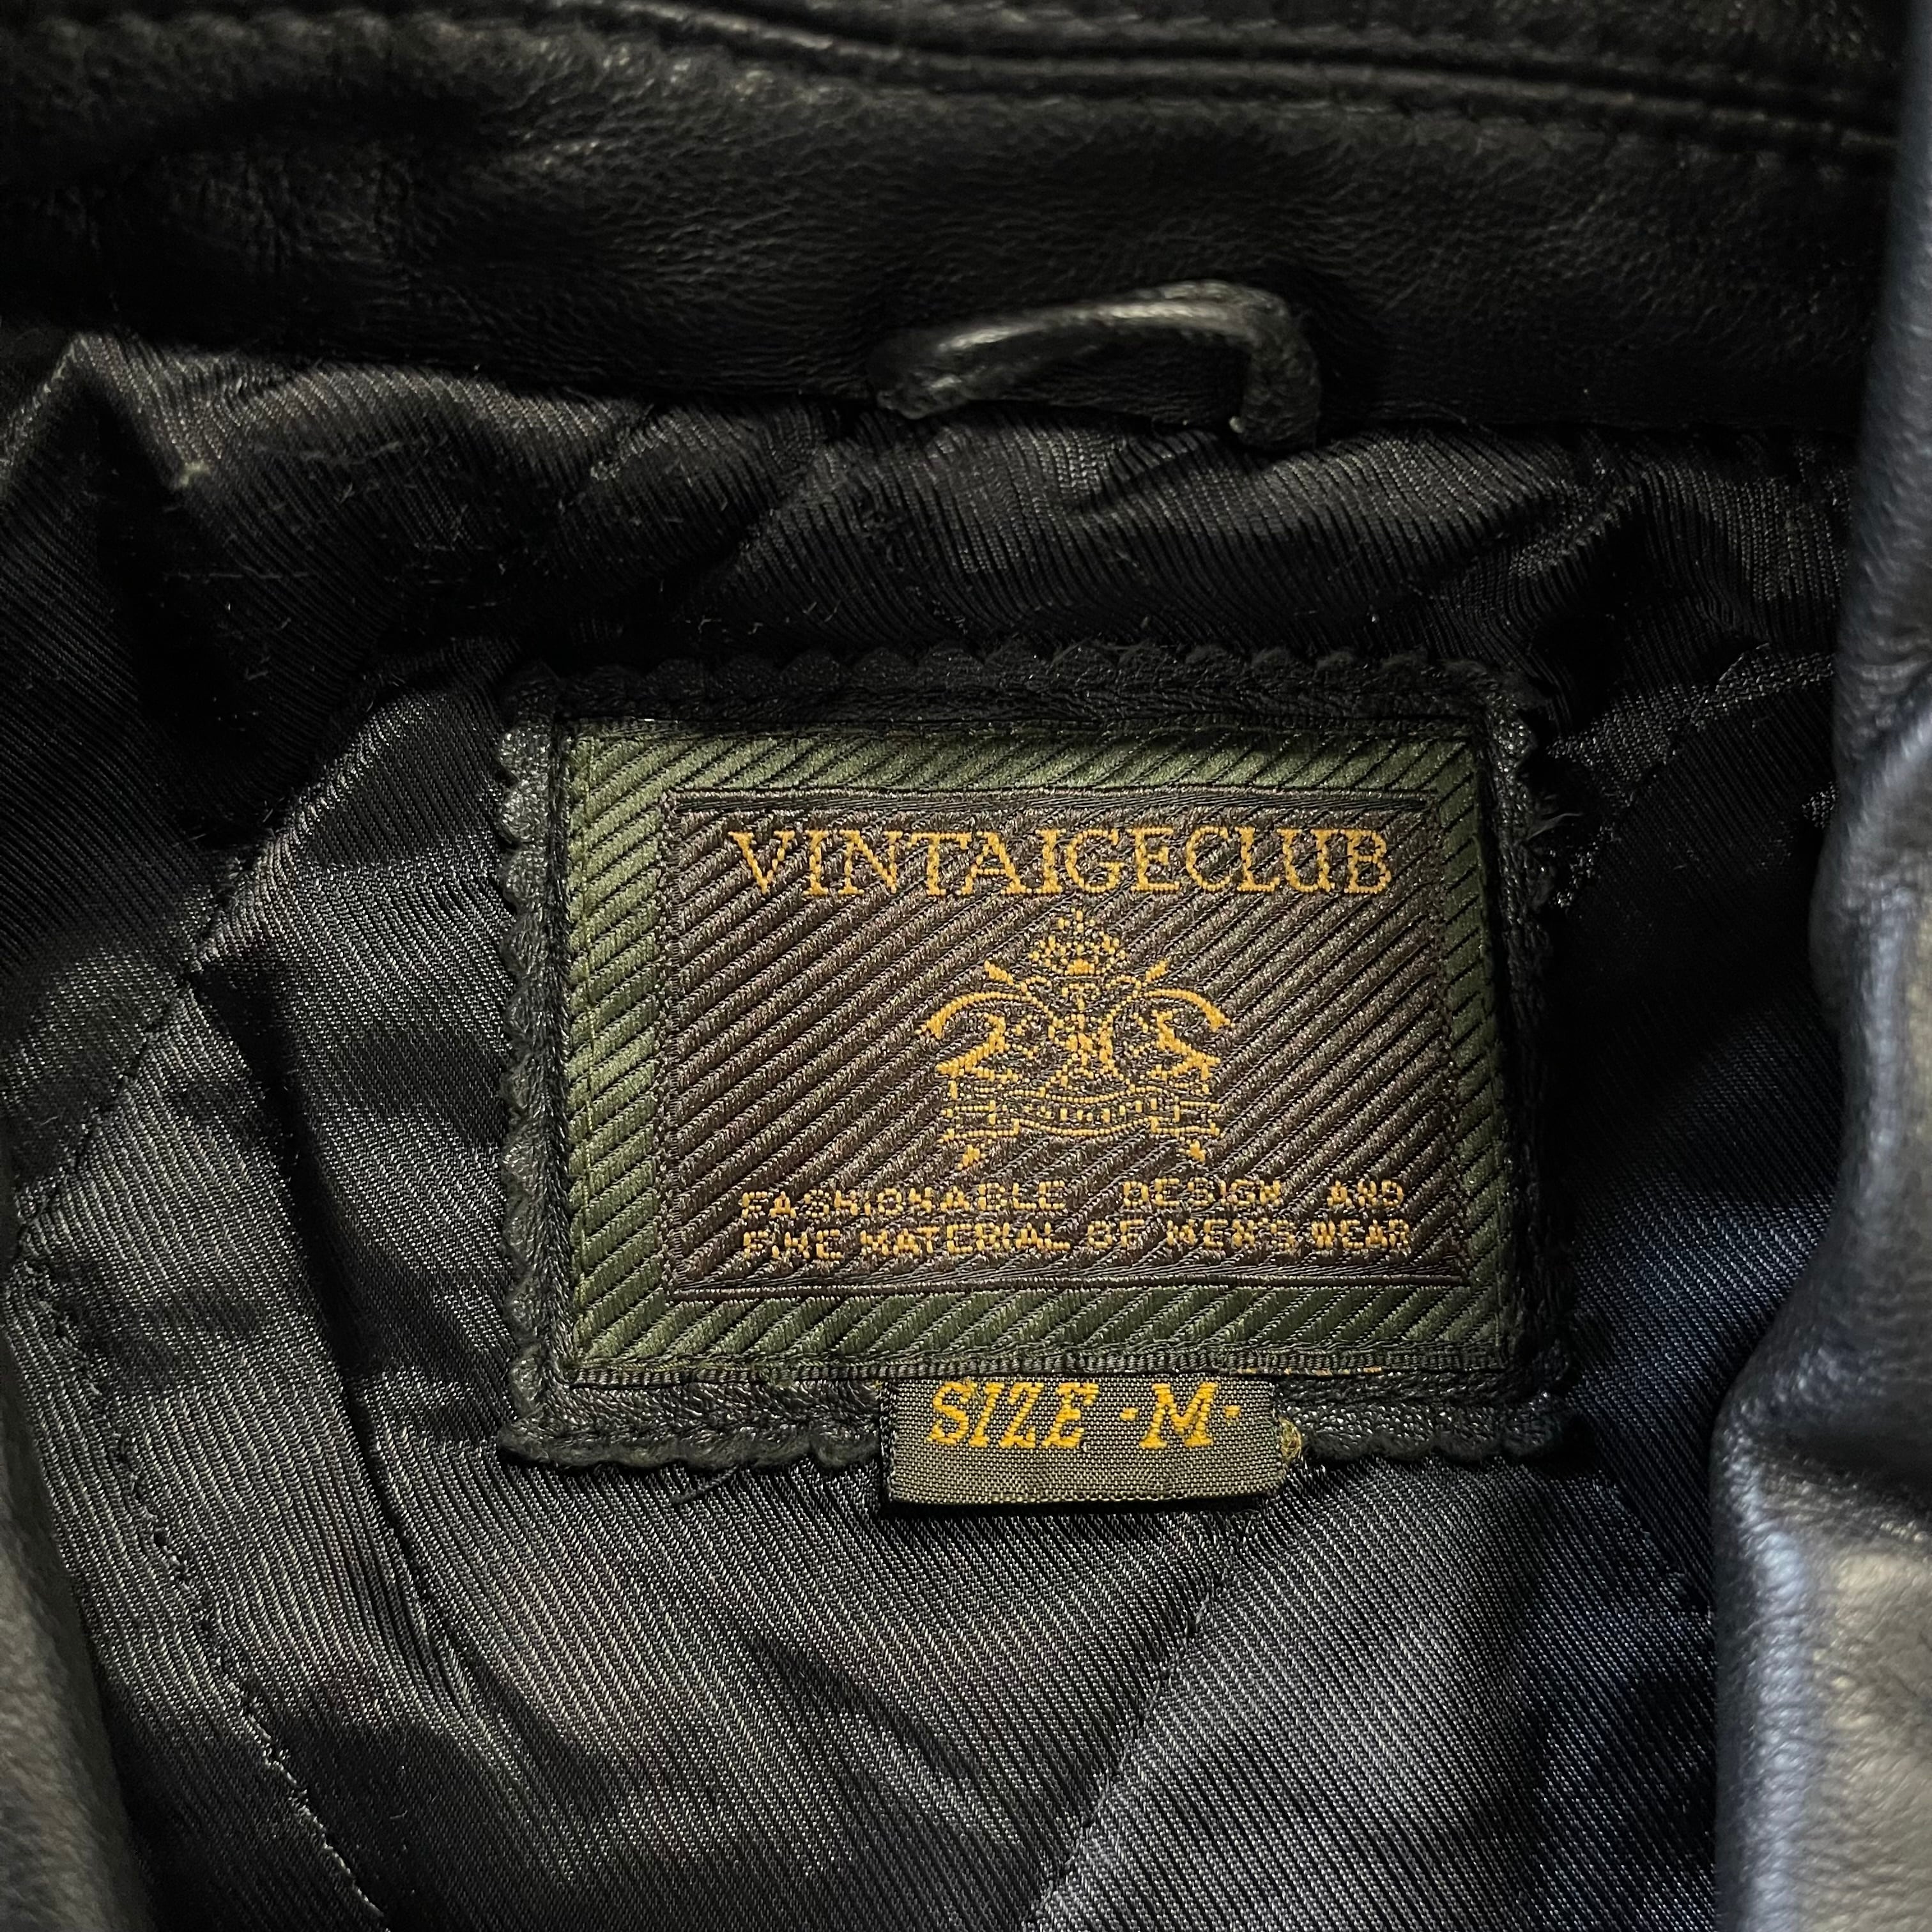 VINTAIGECLUB
FASHIONABLE DESIGN AND
FINE MATERIAL OF MEN'S WEAR
SIZE -M-